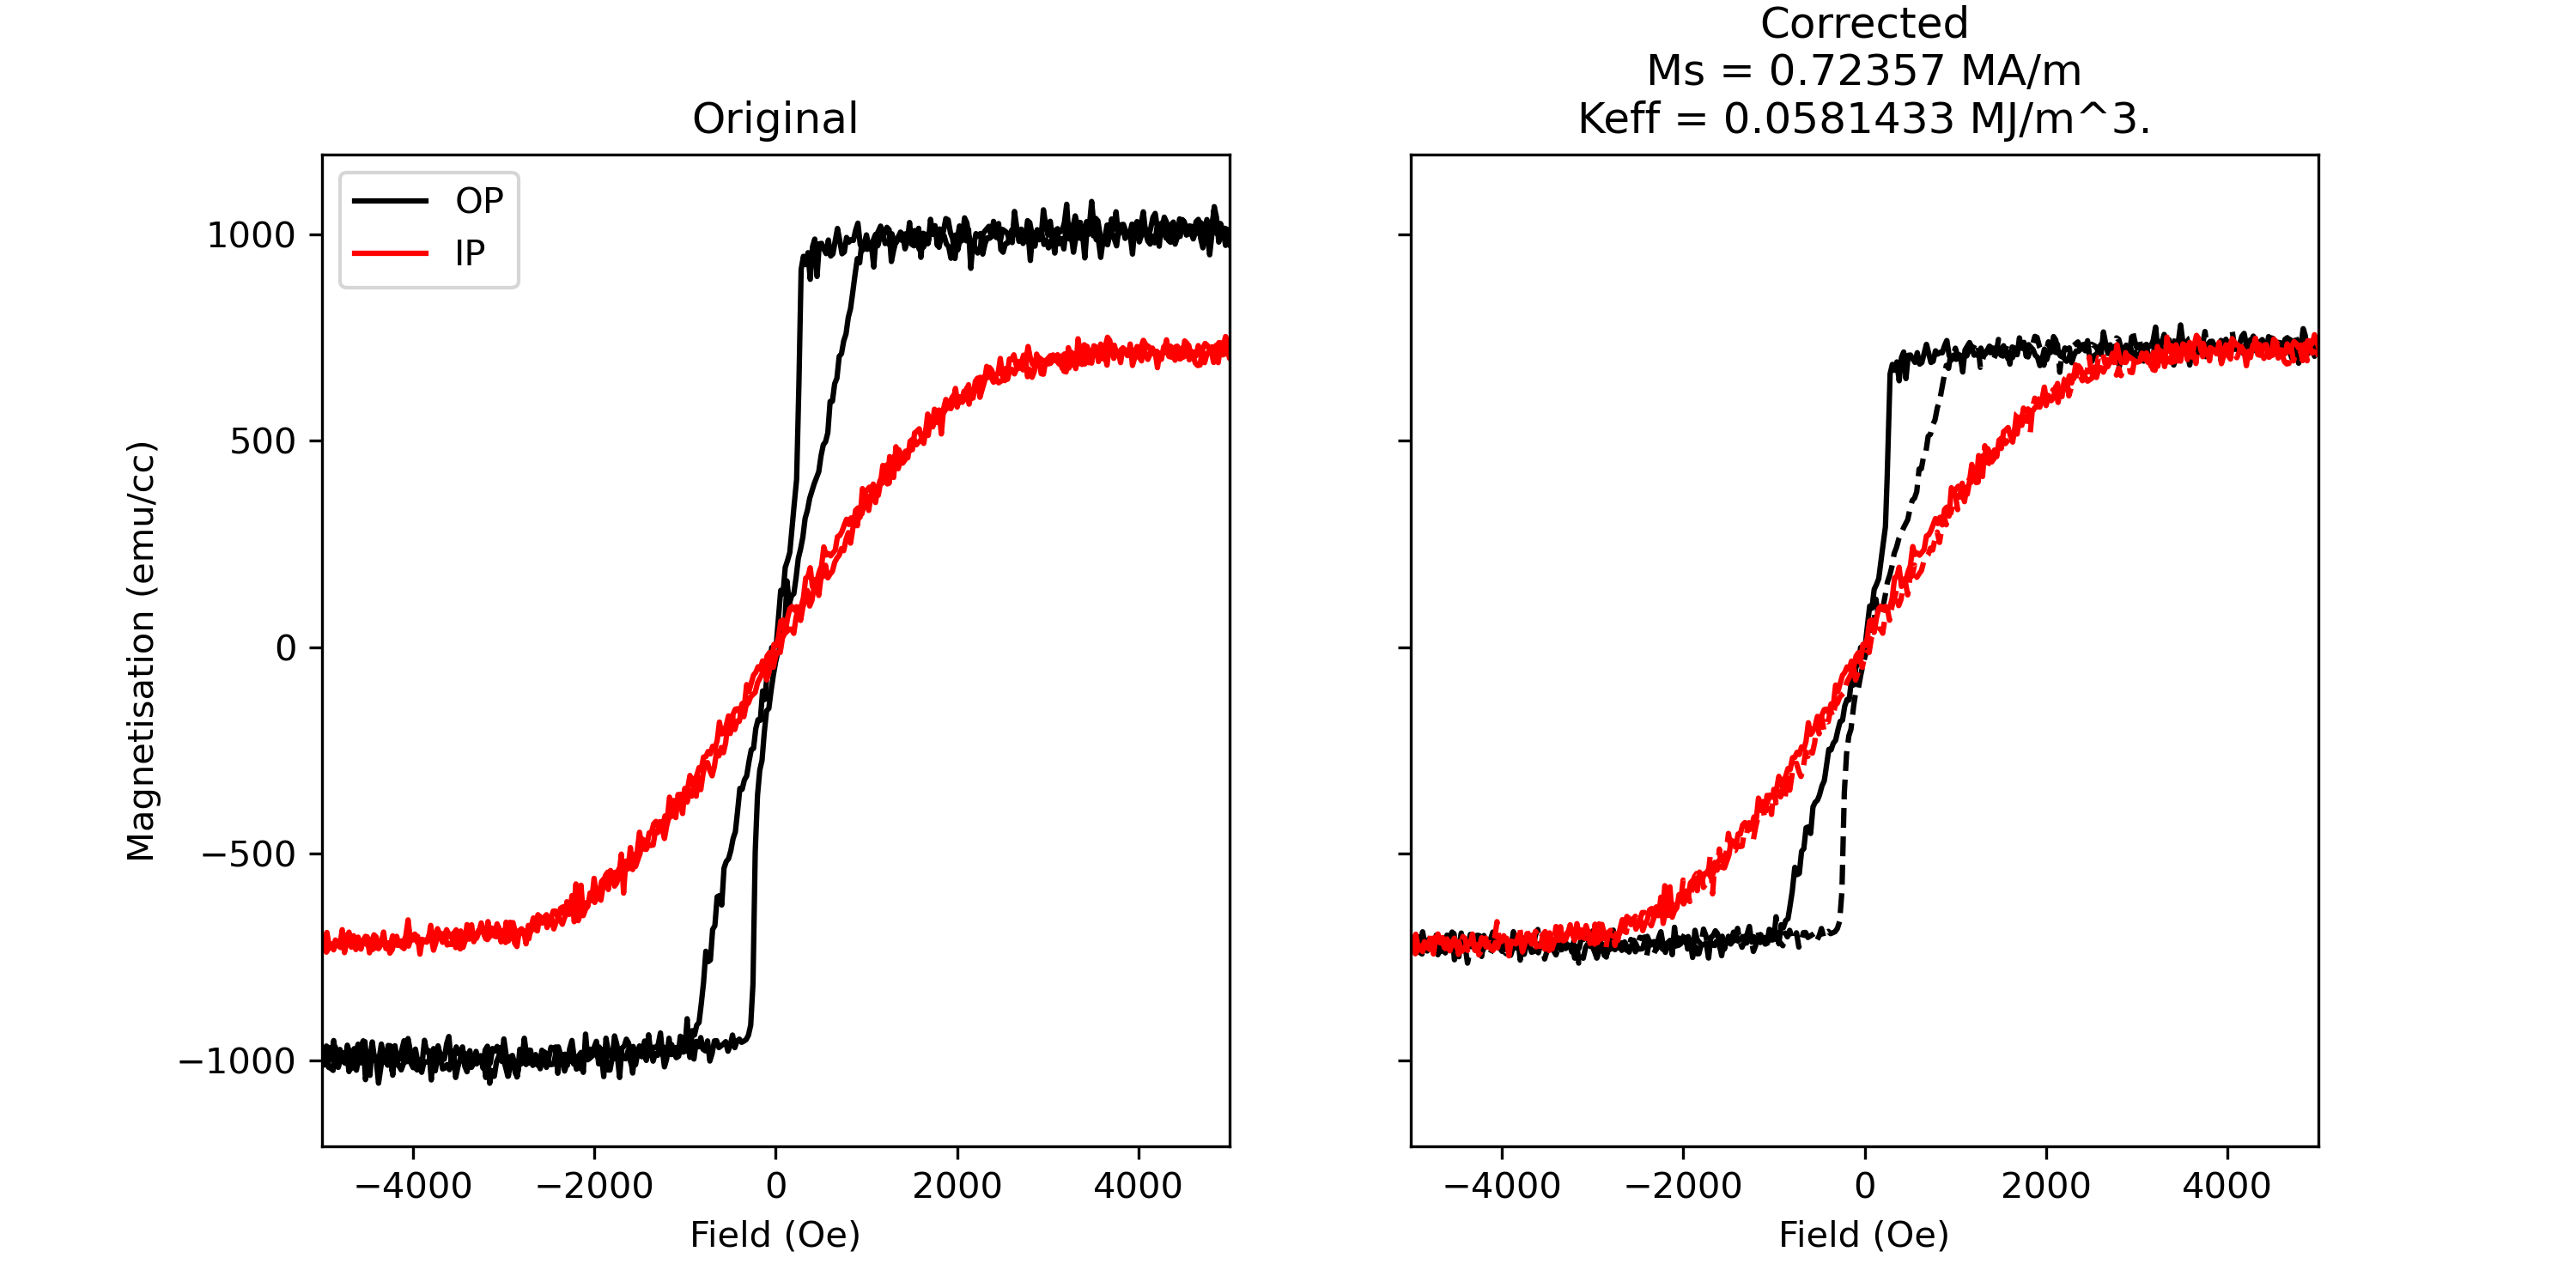 Original
OP
IP
1000
500
0
−500
−1000
Magnetisation (emu/cc)
−4000 −2000 0 2000 4000
Field (Oe)
Corrected
Ms = 0.72357 MA/m
Keff = 0.0581433 MJ/m^3.
−4000 −2000 0 2000 4000
Field (Oe)